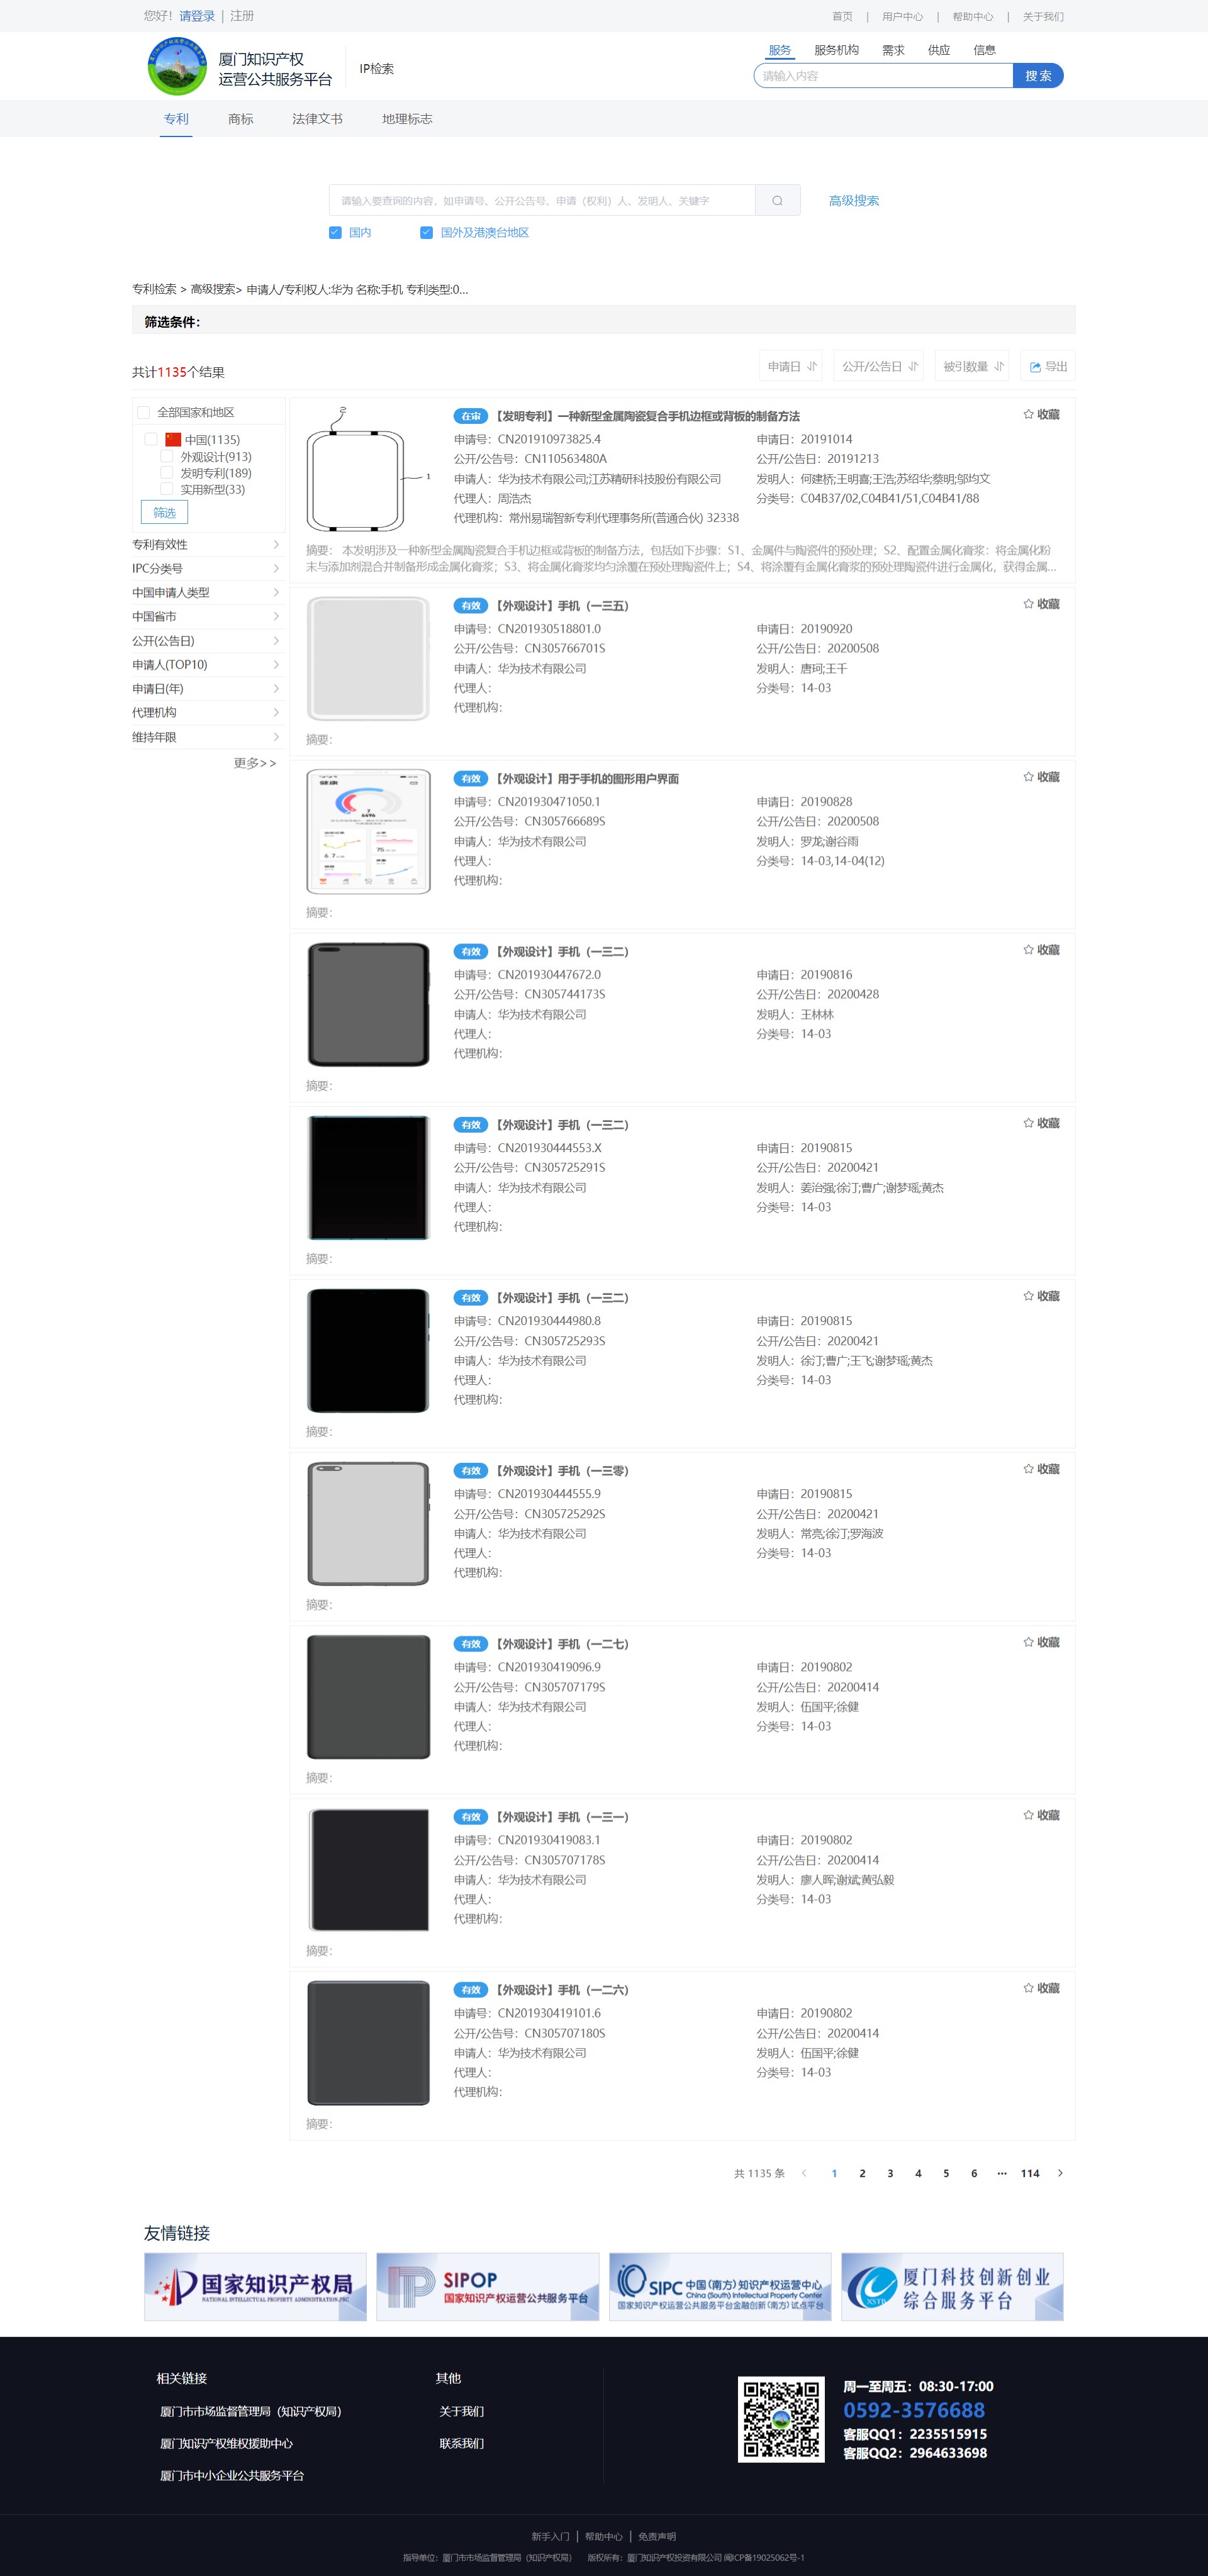 您好！ 请登录 | 注册
首页 | 用户中心 | 帮助中心 | 关于我们
厦门知识产权
运营公共服务平台
IP检索
服务 服务机构 需求 供应 信息
请输入内容 搜 索
专利 商标 法律文书 地理标志
请输入要查询的内容，如申请号、公开公告号、申请（权利）人、发明人、关键字
高级搜索
国内 国外及港澳台地区
专利检索 > 高级搜索> 申请人/专利权人:华为 名称:手机 专利类型:0...
筛选条件：
共计1135个结果
申请日 公开/公告日 被引数量 导出
全部国家和地区
中国(1135)
外观设计(913)
发明专利(189)
实用新型(33)
筛选
专利有效性
IPC分类号
中国申请人类型
中国省市
公开(公告日)
申请人(TOP10)
申请日(年)
代理机构
维持年限
更多>>
在审 【发明专利】一种新型金属陶瓷复合手机边框或背板的制备方法 收藏
申请号：CN201910973825.4 申请日：20191014
公开/公告号：CN110563480A 公开/公告日：20191213
申请人：华为技术有限公司;江苏精研科技股份有限公司 发明人：何建桥;王明喜;王浩;苏绍华;蔡明;邬均文
代理人：周浩杰 分类号：C04B37/02,C04B41/51,C04B41/88
代理机构：常州易瑞智新专利代理事务所(普通合伙) 32338
摘要： 本发明涉及一种新型金属陶瓷复合手机边框或背板的制备方法，包括如下步骤：S1、金属件与陶瓷件的预处理；S2、配置金属化膏浆：将金属化粉
末与添加剂混合并制备形成金属化膏浆；S3、将金属化膏浆均匀涂覆在预处理陶瓷件上；S4、将涂覆有金属化膏浆的预处理陶瓷件进行金属化，获得金属...
有效 【外观设计】手机（一三五） 收藏
申请号：CN201930518801.0 申请日：20190920
公开/公告号：CN305766701S 公开/公告日：20200508
申请人：华为技术有限公司 发明人：唐珂;王千
代理人： 分类号：14-03
代理机构：
摘要：
有效 【外观设计】用于手机的图形用户界面 收藏
申请号：CN201930471050.1 申请日：20190828
公开/公告号：CN305766689S 公开/公告日：20200508
申请人：华为技术有限公司 发明人：罗龙;谢谷雨
代理人： 分类号：14-03,14-04(12)
代理机构：
摘要：
有效 【外观设计】手机（一三二） 收藏
申请号：CN201930447672.0 申请日：20190816
公开/公告号：CN305744173S 公开/公告日：20200428
申请人：华为技术有限公司 发明人：王林林
代理人： 分类号：14-03
代理机构：
摘要：
有效 【外观设计】手机（一三二） 收藏
申请号：CN201930444553.X 申请日：20190815
公开/公告号：CN305725291S 公开/公告日：20200421
申请人：华为技术有限公司 发明人：姜治强;徐汀;曹广;谢梦瑶;黄杰
代理人： 分类号：14-03
代理机构：
摘要：
有效 【外观设计】手机（一三二） 收藏
申请号：CN201930444980.8 申请日：20190815
公开/公告号：CN305725293S 公开/公告日：20200421
申请人：华为技术有限公司 发明人：徐汀;曹广;王飞;谢梦瑶;黄杰
代理人： 分类号：14-03
代理机构：
摘要：
有效 【外观设计】手机（一三零） 收藏
申请号：CN201930444555.9 申请日：20190815
公开/公告号：CN305725292S 公开/公告日：20200421
申请人：华为技术有限公司 发明人：常亮;徐汀;罗海波
代理人： 分类号：14-03
代理机构：
摘要：
有效 【外观设计】手机（一二七） 收藏
申请号：CN201930419096.9 申请日：20190802
公开/公告号：CN305707179S 公开/公告日：20200414
申请人：华为技术有限公司 发明人：伍国平;徐健
代理人： 分类号：14-03
代理机构：
摘要：
有效 【外观设计】手机（一三一） 收藏
申请号：CN201930419083.1 申请日：20190802
公开/公告号：CN305707178S 公开/公告日：20200414
申请人：华为技术有限公司 发明人：廖人晖;谢斌;黄弘毅
代理人： 分类号：14-03
代理机构：
摘要：
有效 【外观设计】手机（一二六） 收藏
申请号：CN201930419101.6 申请日：20190802
公开/公告号：CN305707180S 公开/公告日：20200414
申请人：华为技术有限公司 发明人：伍国平;徐健
代理人： 分类号：14-03
代理机构：
摘要：
共 1135 条 1 2 3 4 5 6 ··· 114
友情链接
国家知识产权局
NATIONAL INTELLECTUAL PROPERTY ADMINISTRATION,PRC
SIPOP
国家知识产权运营公共服务平台
SIPC 中国(南方)知识产权运营中心
China (South) Intellectual Property Center
国家知识产权运营公共服务平台金融创新(南方)试点平台
XSTP
厦门科技创新创业
综合服务平台
相关链接
厦门市市场监督管理局（知识产权局）
厦门知识产权维权援助中心
厦门市中小企业公共服务平台
其他
关于我们
联系我们
周一至周五：08:30-17:00
0592-3576688
客服QQ1：2235515915
客服QQ2：2964633698
新手入门 | 帮助中心 | 免责声明
指导单位：厦门市市场监督管理局（知识产权局） 版权所有：厦门知识产权投资有限公司 闽ICP备19025062号-1